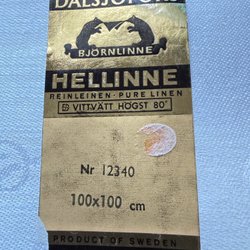 DALSJÖFORS
BJÖRNLINNE
HELLINNE
REINLEINEN - PURE LINEN
VITTVÄTT HÖGST 80°
Nr 12340
100x100 cm
PRODUCT OF SWEDEN